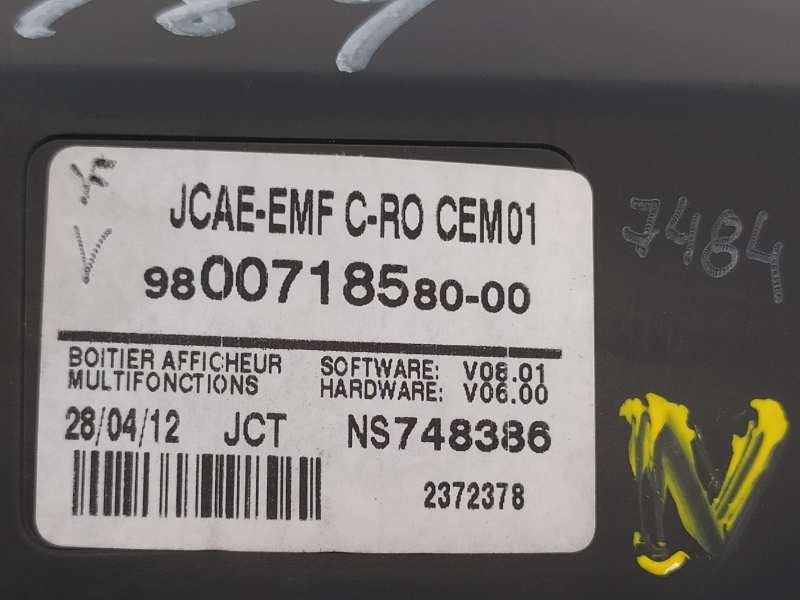 JCAE-EMF C-RO CEM01
9800718580-00
BOITIER AFFICHEUR
MULTIFONCTIONS
SOFTWARE: V08.01
HARDWARE: V06.00
28/04/12 JCT NS748386
2372378
7484
N